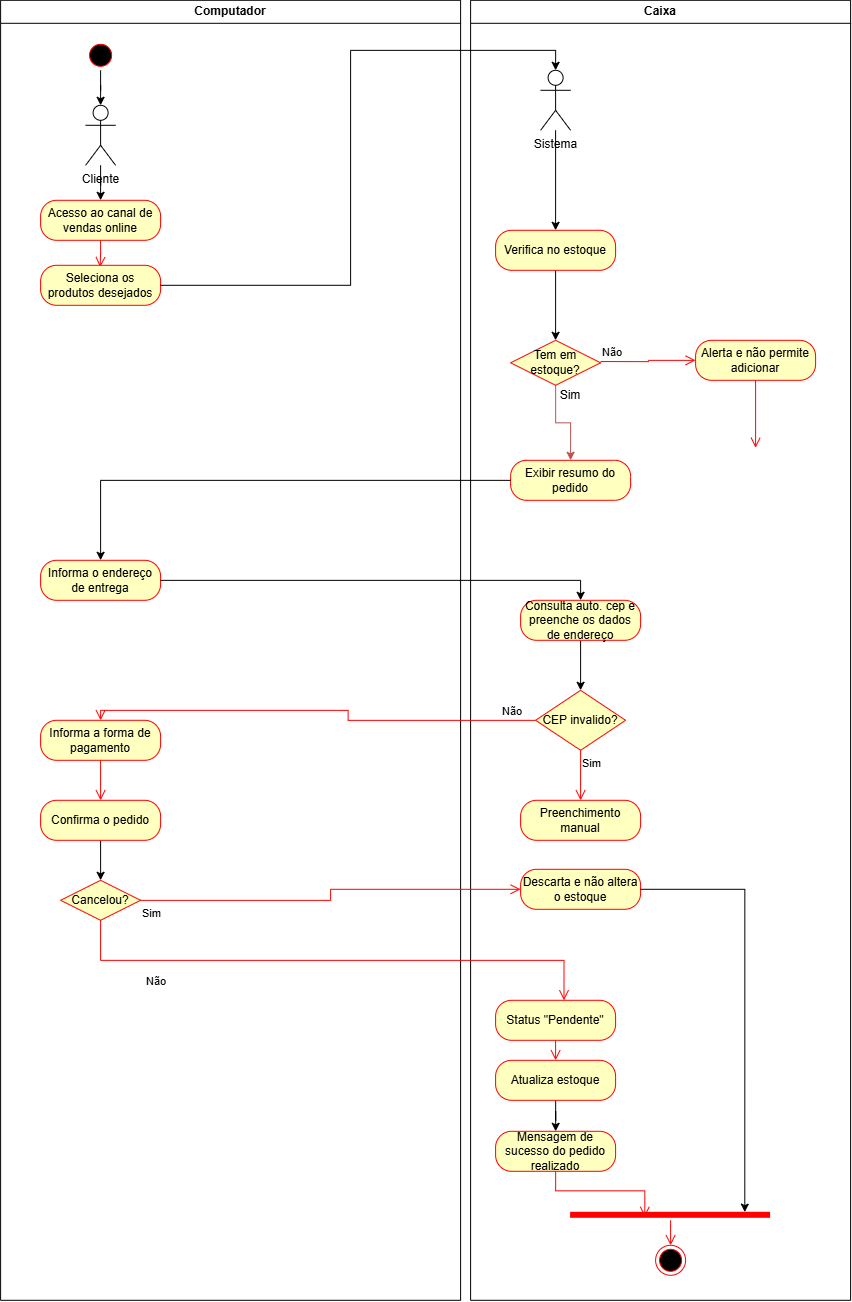 Computador
Caixa
Sistema
Cliente
Acesso ao canal de
vendas online
Verifica no estoque
Seleciona os
produtos desejados
Tem em
estoque?
Não
Alerta e não permite
adicionar
Sim
Exibir resumo do
pedido
Informa o endereço
de entrega
Consulta auto. cep e
preenche os dados
de endereço
CEP invalido?
Não
Informa a forma de
pagamento
Sim
Confirma o pedido
Preenchimento
manual
Cancelou?
Sim
Descarta e não altera
o estoque
Não
Status "Pendente"
Atualiza estoque
Mensagem de
sucesso do pedido
realizado